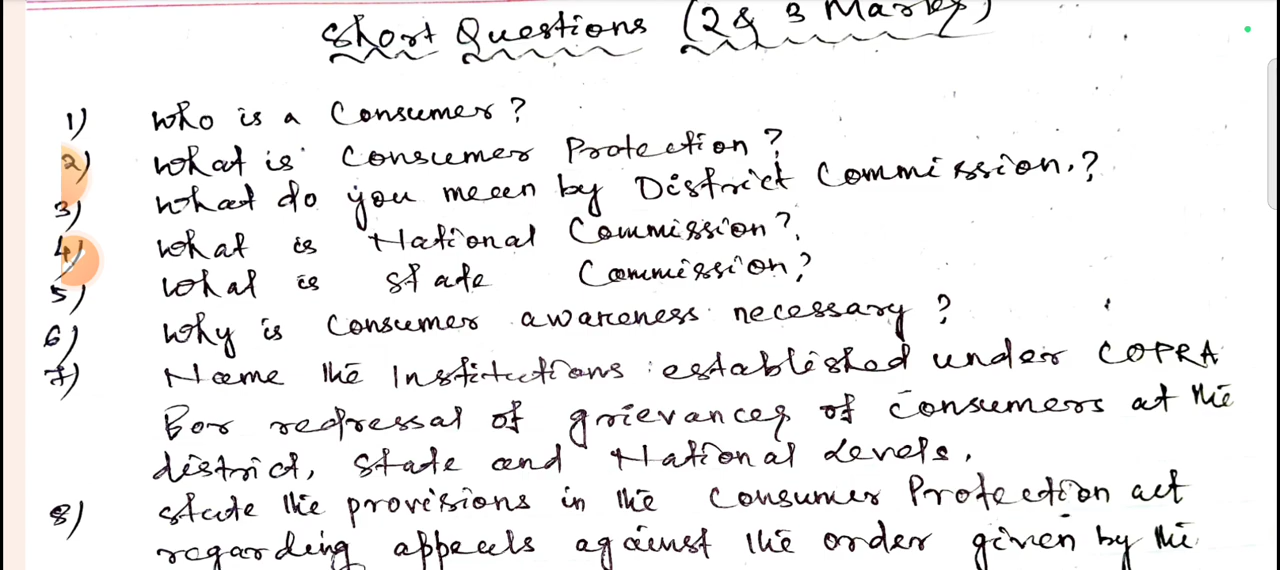 Short Questions (2 & 3 Marks)
1) Who is a Consumer?
2) What is Consumer Protection?
3) What do you meen by District Commission.?
4) What is National Commission?
5) What is state Commission?
6) Why is Consumer awareness necessary?
7) Name the Institutions established under COPRA
For redressal of grievances of Consumers at the
district, state and National Levels.
8) State the provisions in the Consumer Protection act
regarding appeals against the order given by the